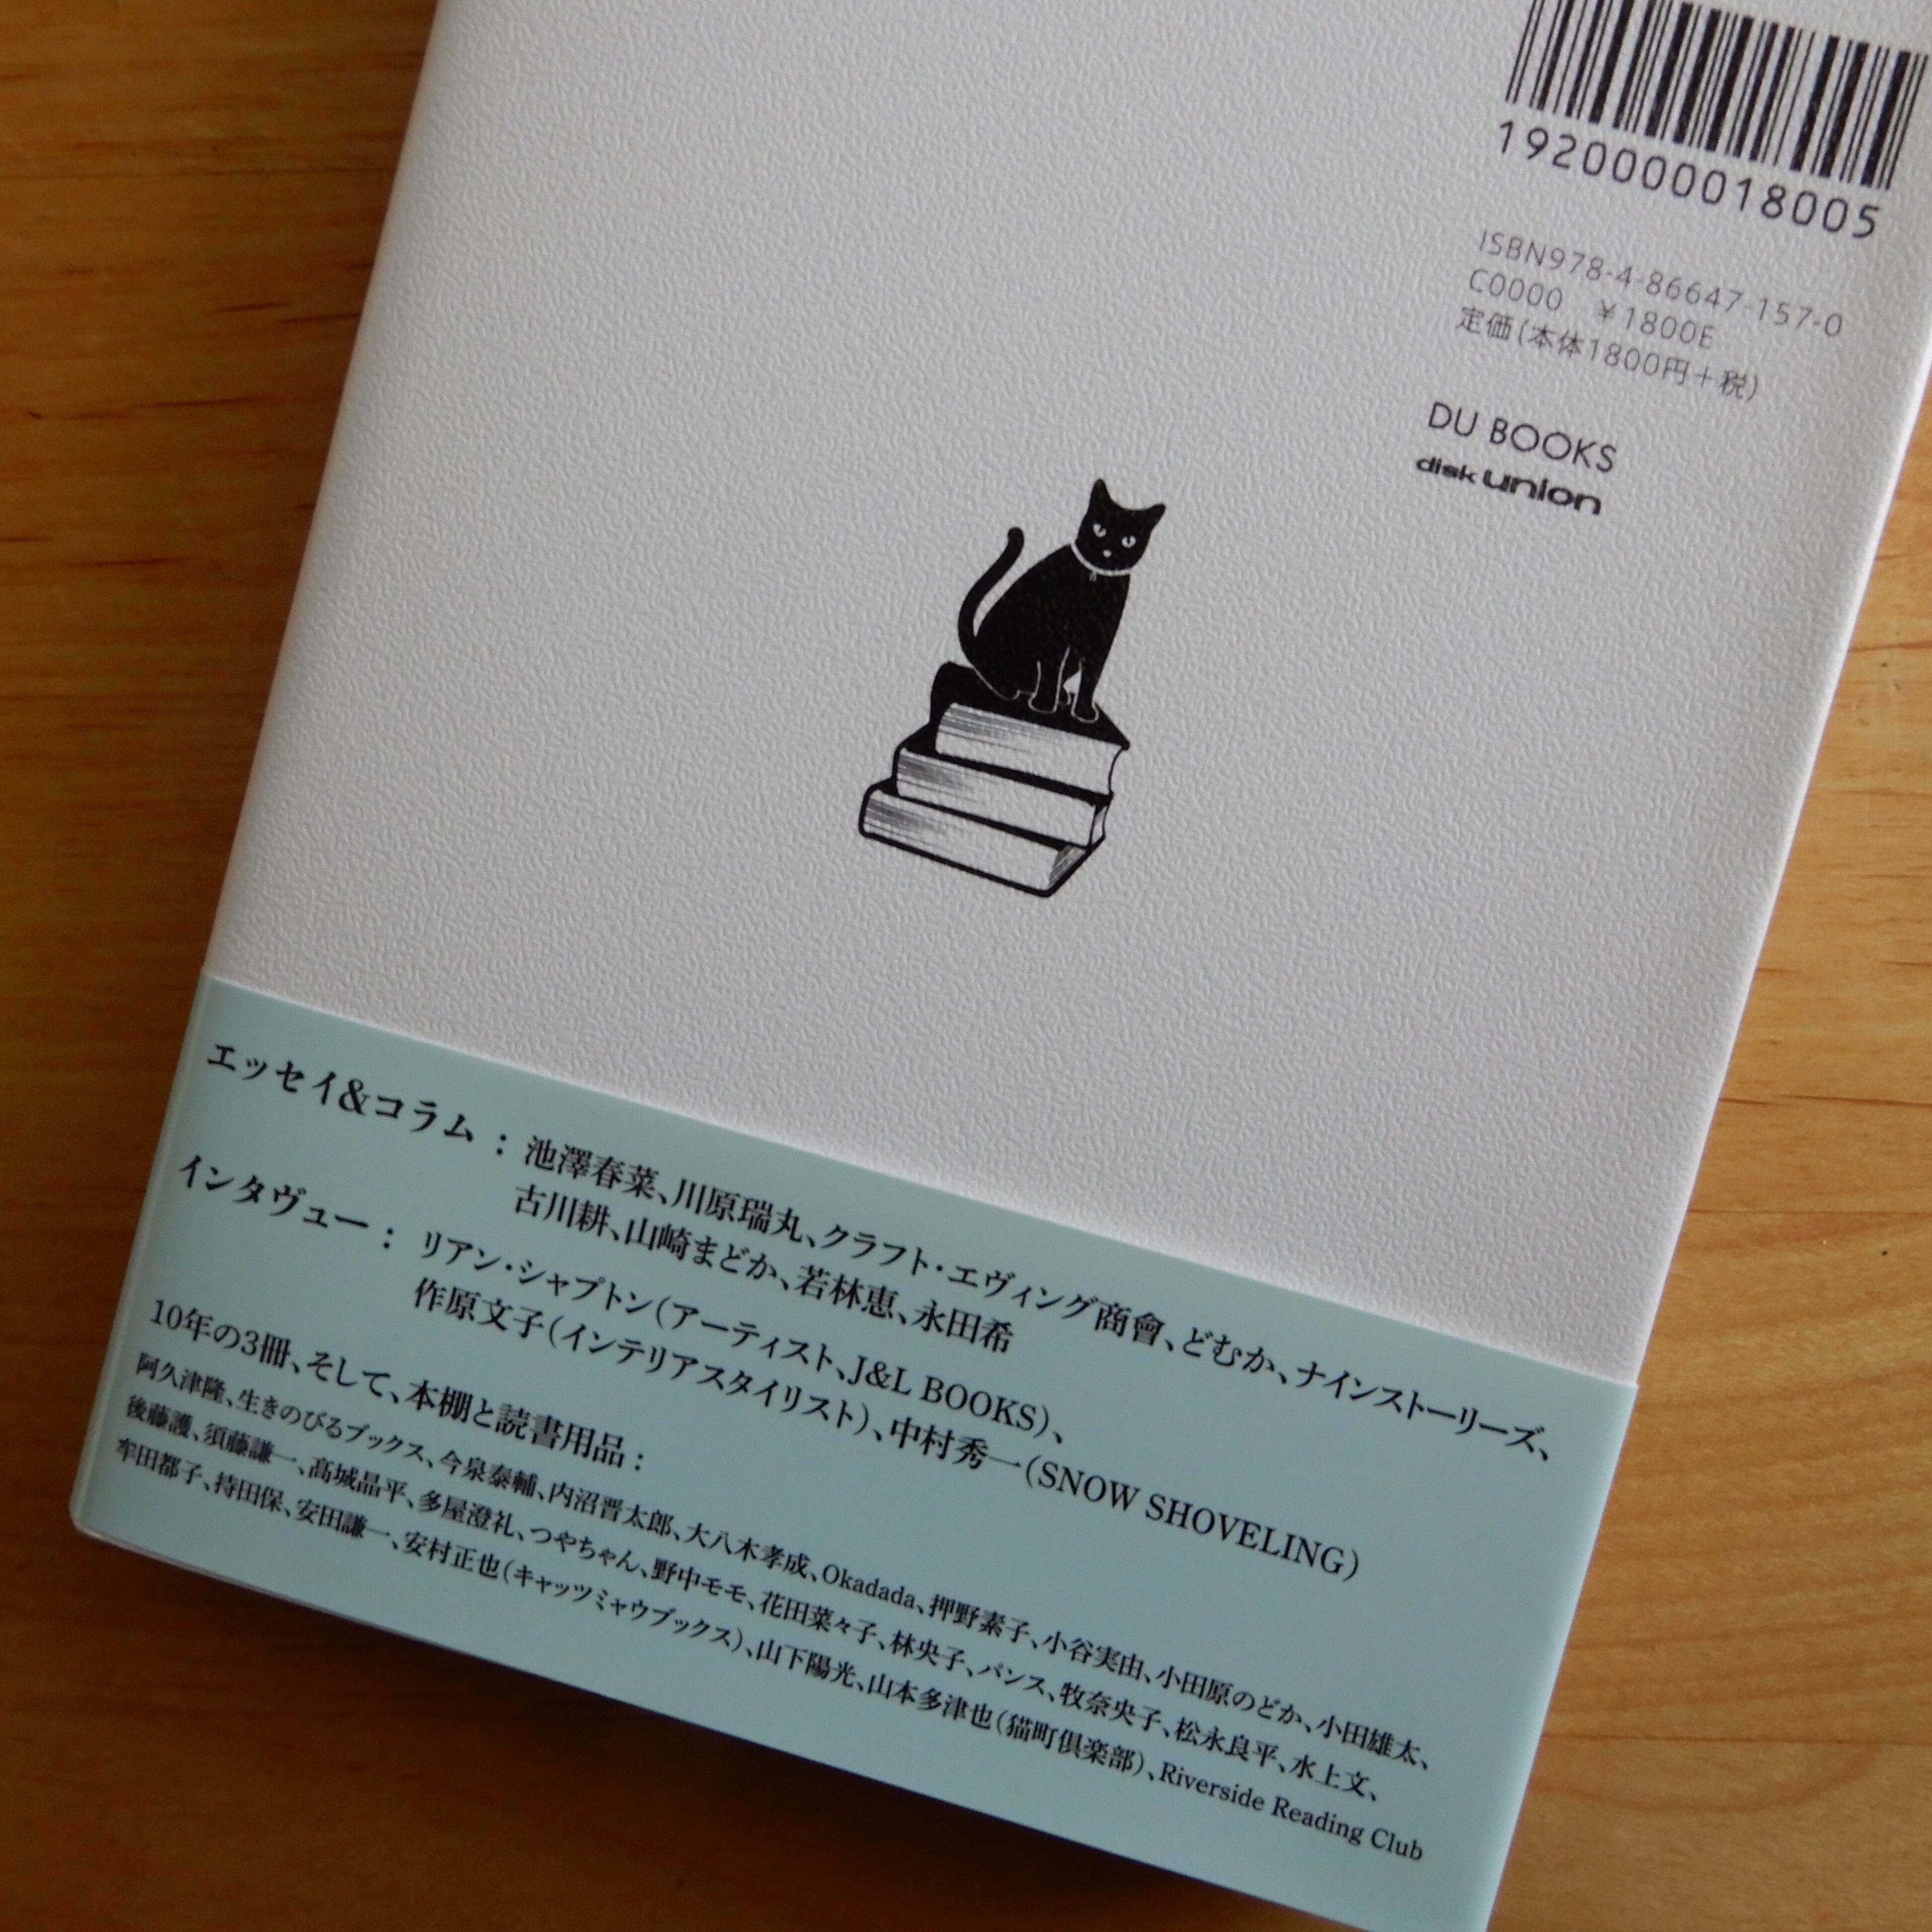 1920000018005
ISBN978-4-86647-157-0
C0000 ¥1800E
定価(本体1800円+税)
DU BOOKS
disk union
エッセイ&コラム：池澤春菜、川原瑞丸、クラフト・エヴィング商會、どむか、ナインストーリーズ、
古川耕、山崎まどか、若林恵、永田希
インタヴュー：リアン・シャプトン（アーティスト、J&L BOOKS）、
作原文子（インテリアスタイリスト）、中村秀一（SNOW SHOVELING）
10年の3冊、そして、本棚と読書用品：
阿久津隆、生きのびるブックス、今泉泰輔、内沼晋太郎、大八木孝成、Okadada、押野素子、小谷実由、小田原のどか、小田雄太、
後藤護、須藤謙一、髙城晶平、多屋澄礼、つやちゃん、野中モモ、花田菜々子、林央子、パンス、牧奈央子、松永良平、水上文、
牟田都子、持田保、安田謙一、安村正也（キャッツミャウブックス）、山下陽光、山本多津也（猫町倶楽部）、Riverside Reading Club